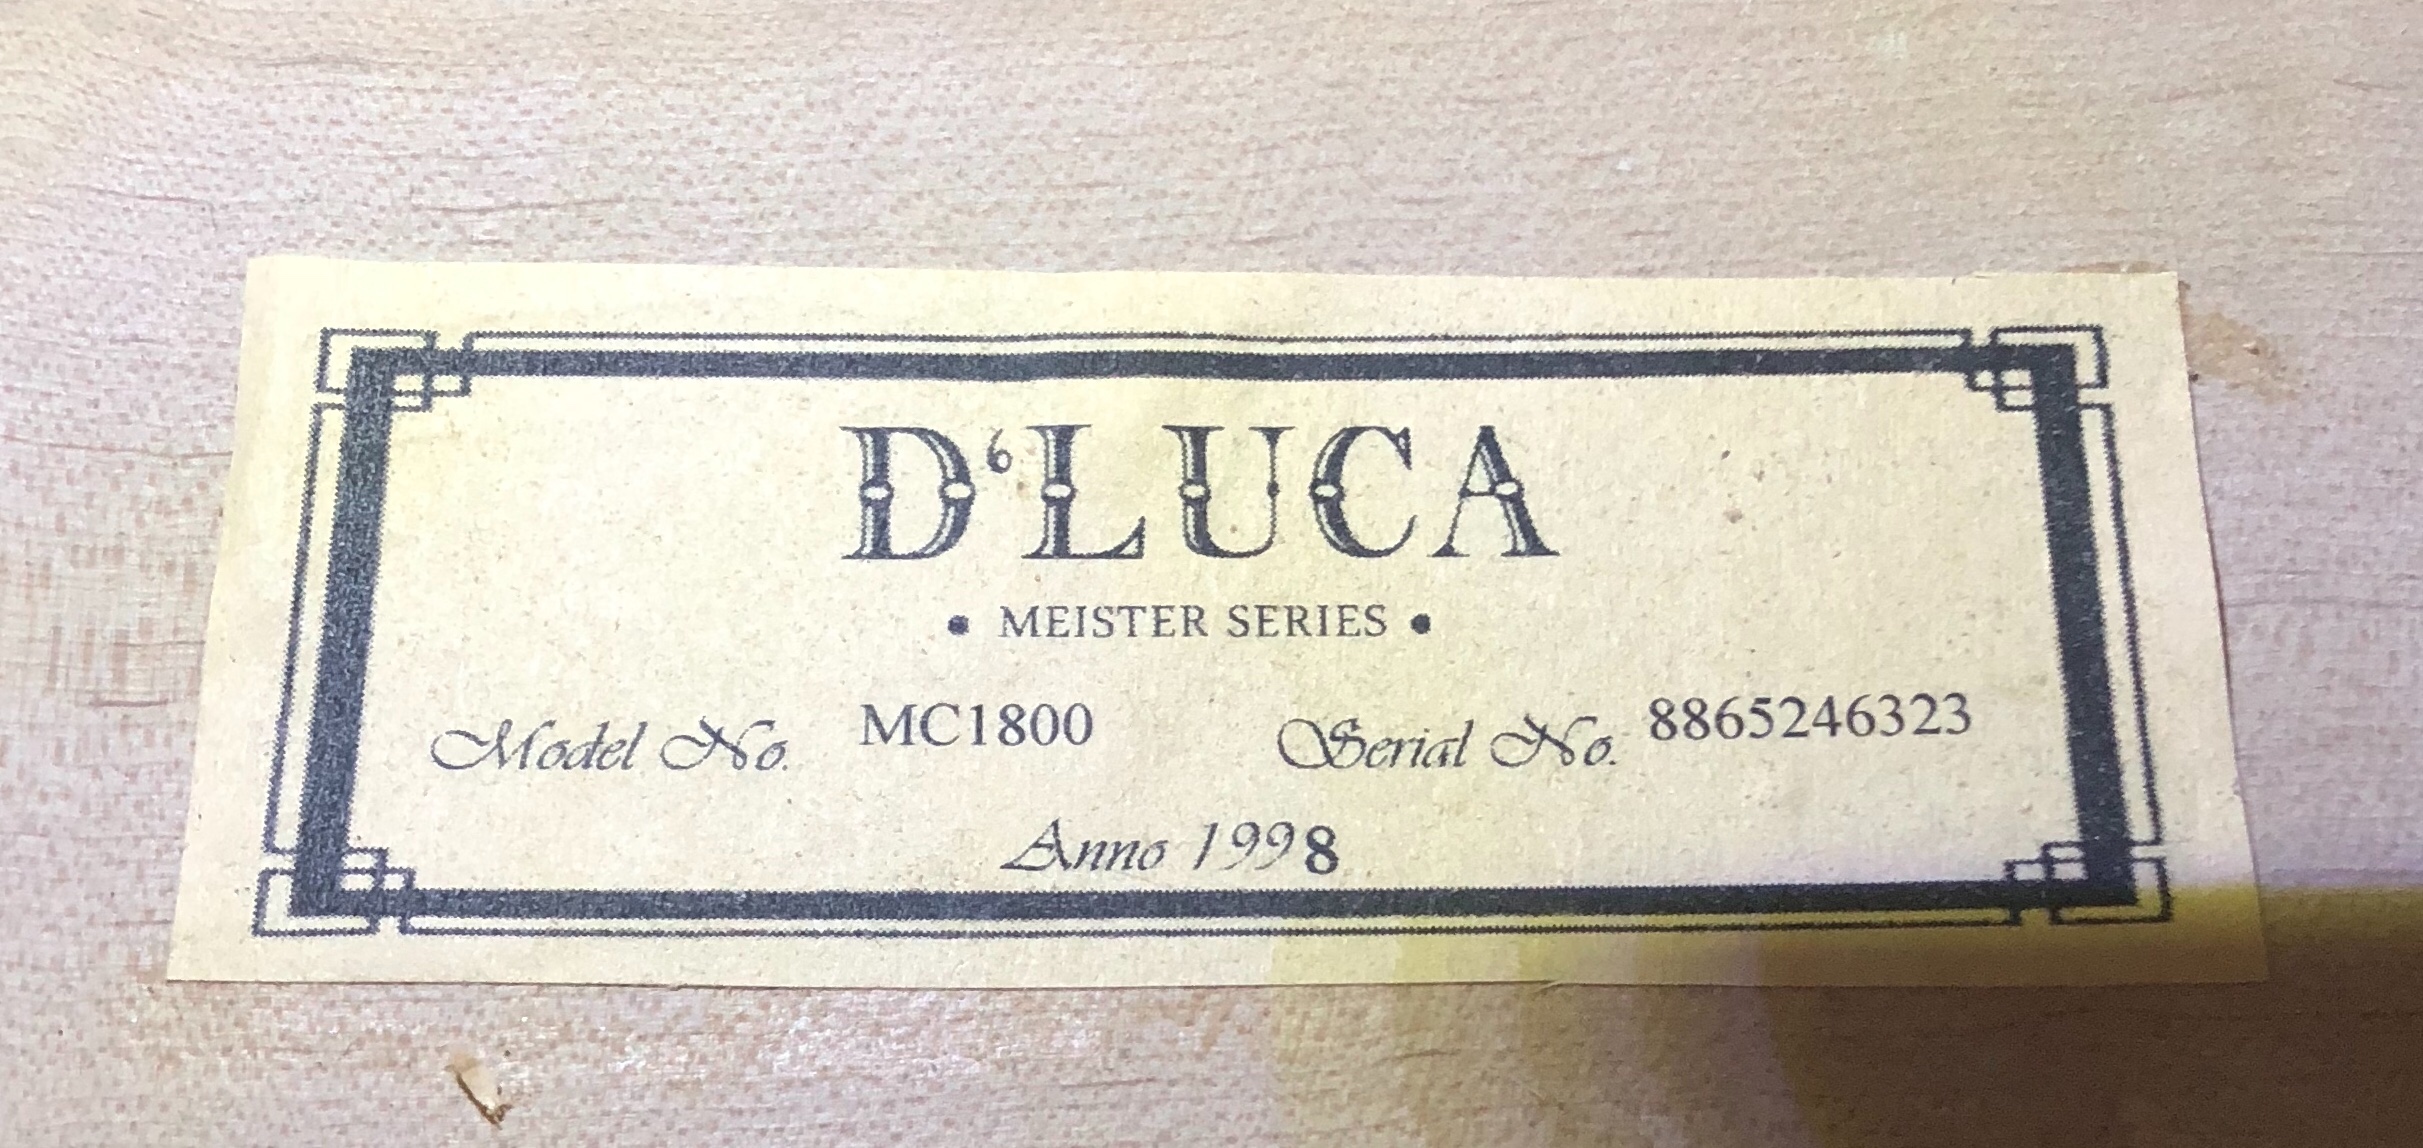 D‘LUCA
• MEISTER SERIES •
Model No. MC1800 Serial No. 8865246323
Anno 1998